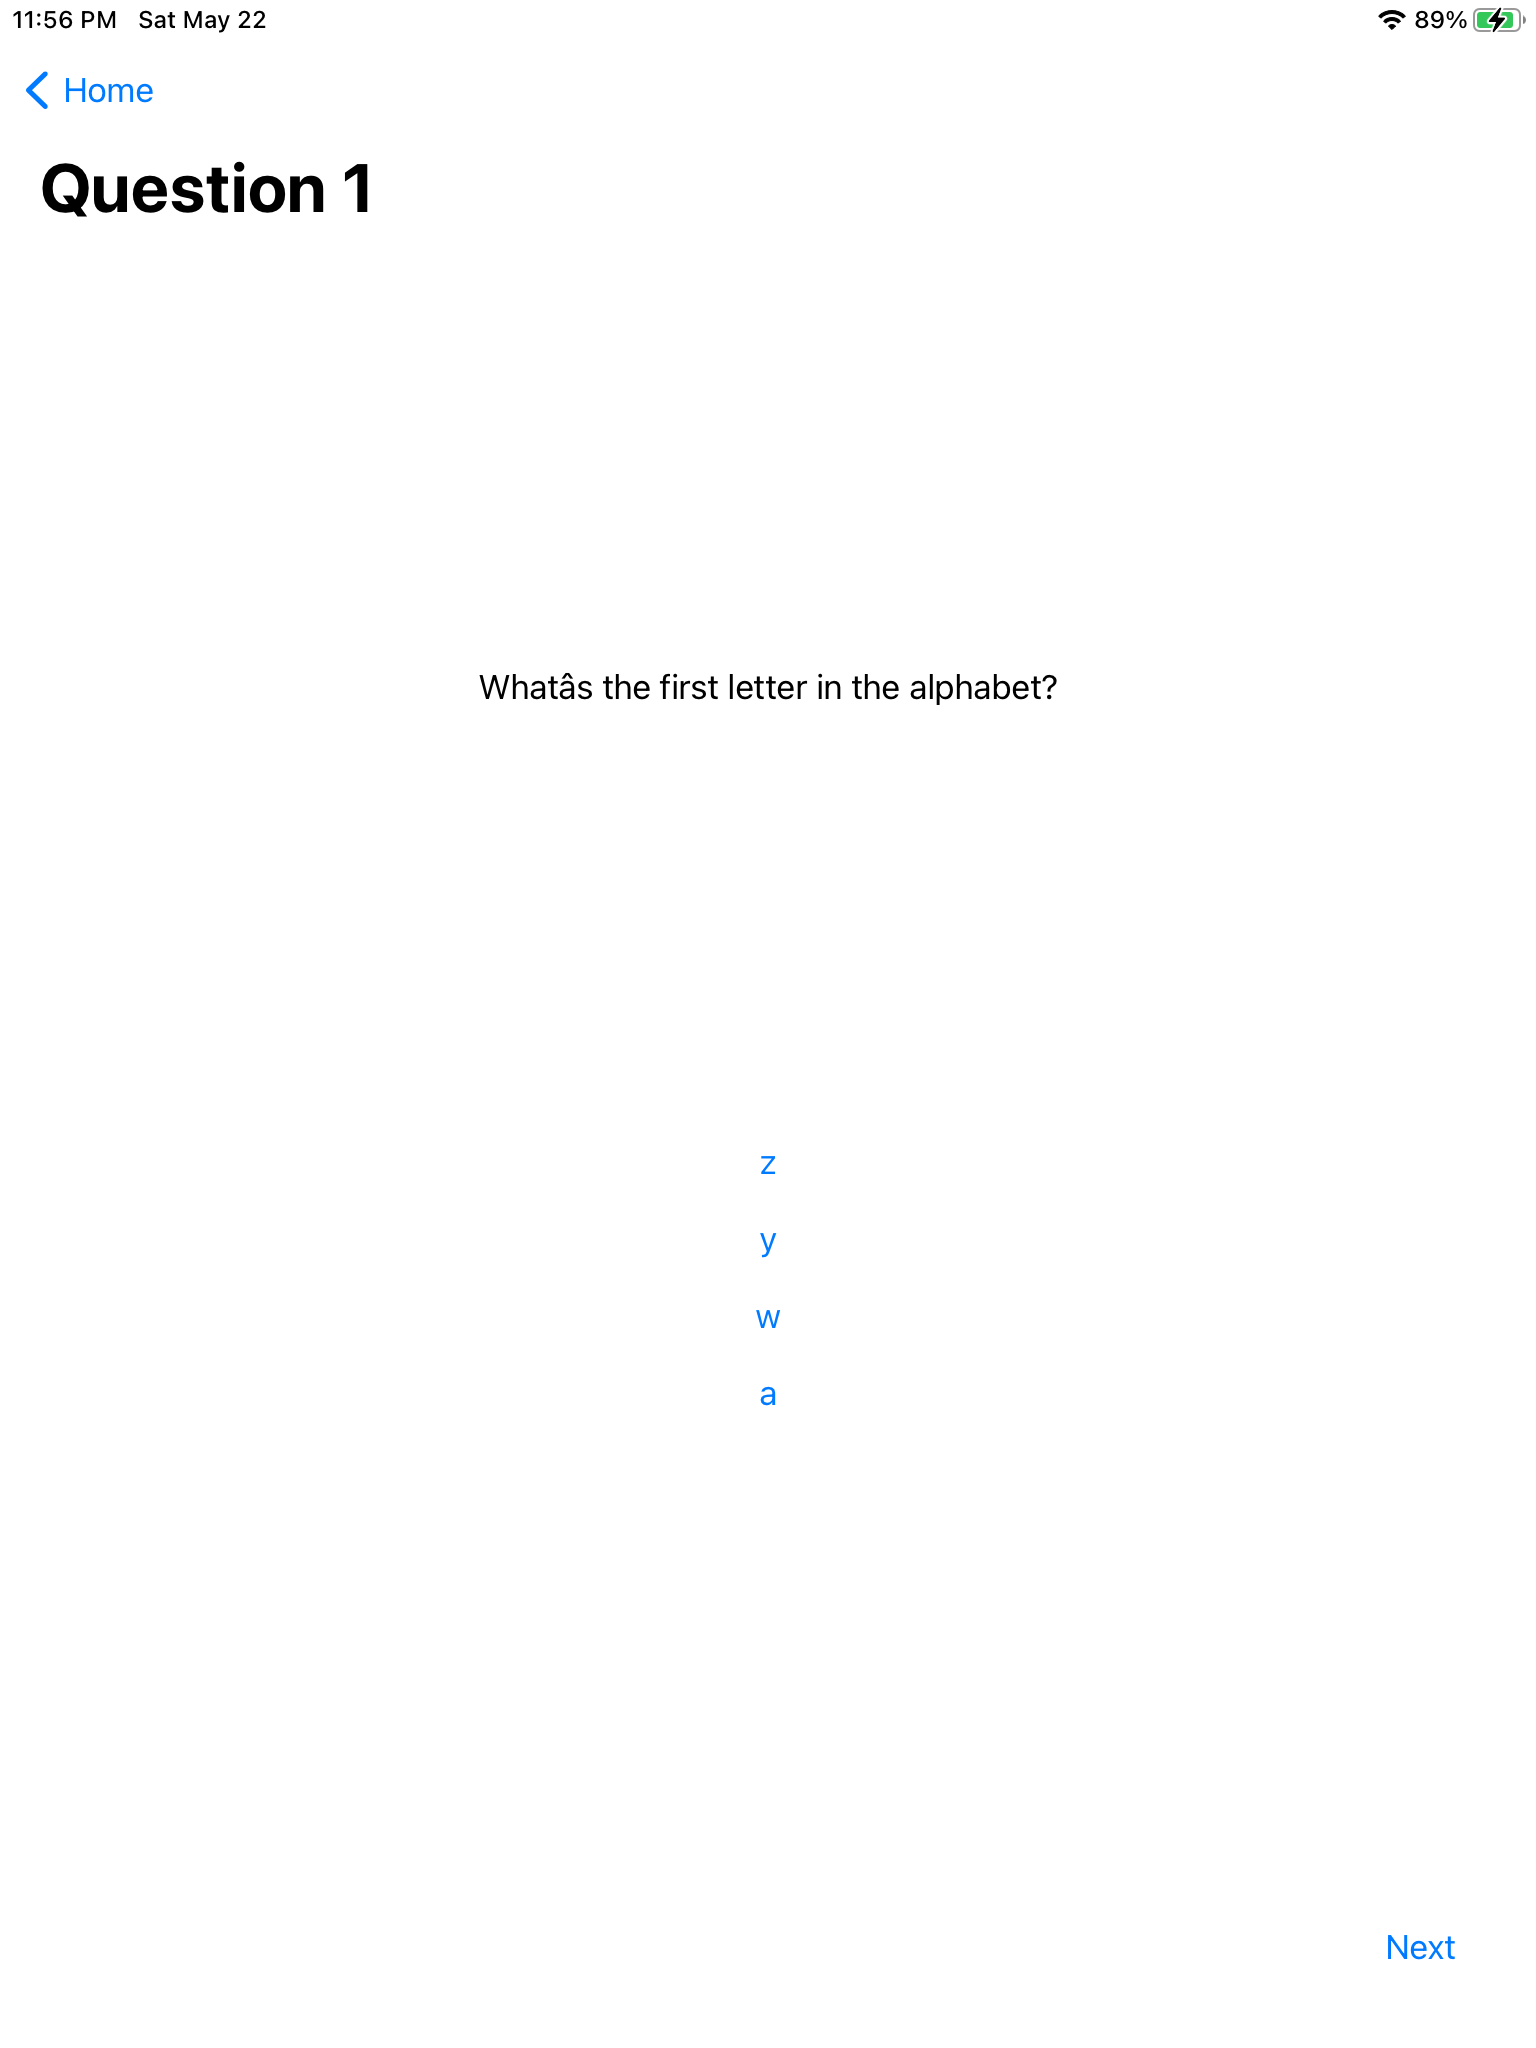 11:56 PM Sat May 22 89%
Home
Question 1
Whatâs the first letter in the alphabet?
z
y
w
a
Next